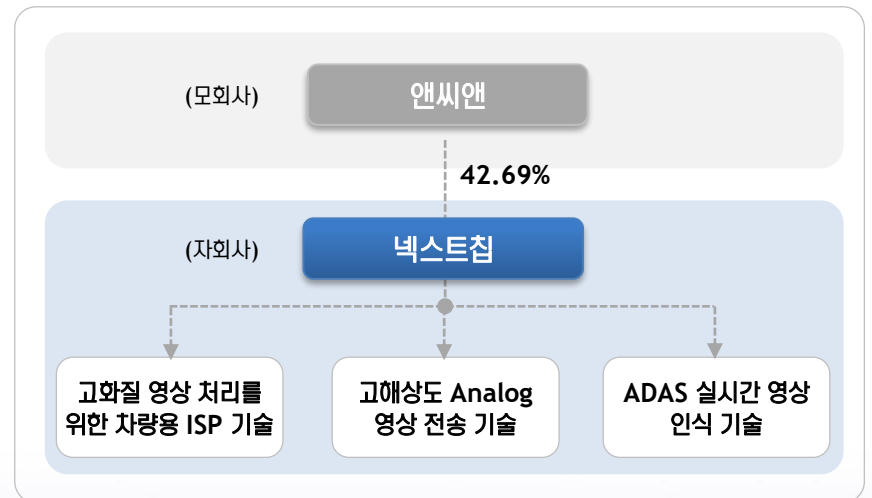 (모회사)
앤씨앤
42.69%
(자회사)
넥스트칩
고화질 영상 처리를
위한 차량용 ISP 기술
고해상도 Analog
영상 전송 기술
ADAS 실시간 영상
인식 기술